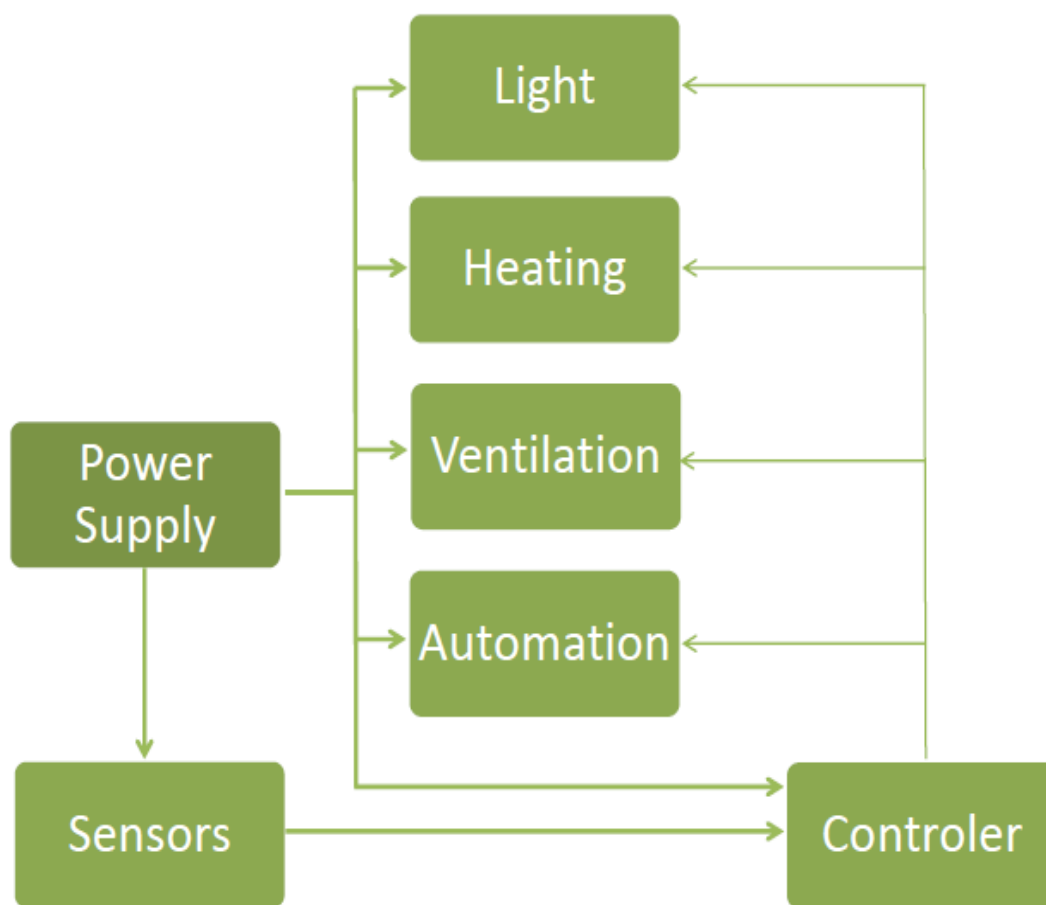 Light
Heating
Ventilation
Power
Supply
Automation
Sensors
Controler